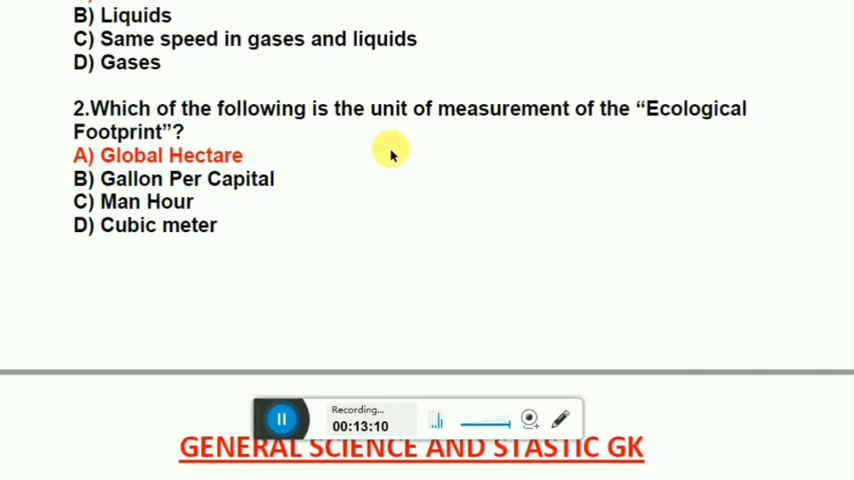 B) Liquids
C) Same speed in gases and liquids
D) Gases
2.Which of the following is the unit of measurement of the “Ecological
Footprint”?
A) Global Hectare
B) Gallon Per Capital
C) Man Hour
D) Cubic meter
Recording...
00:13:10
GENERAL SCIENCE AND STASTIC GK